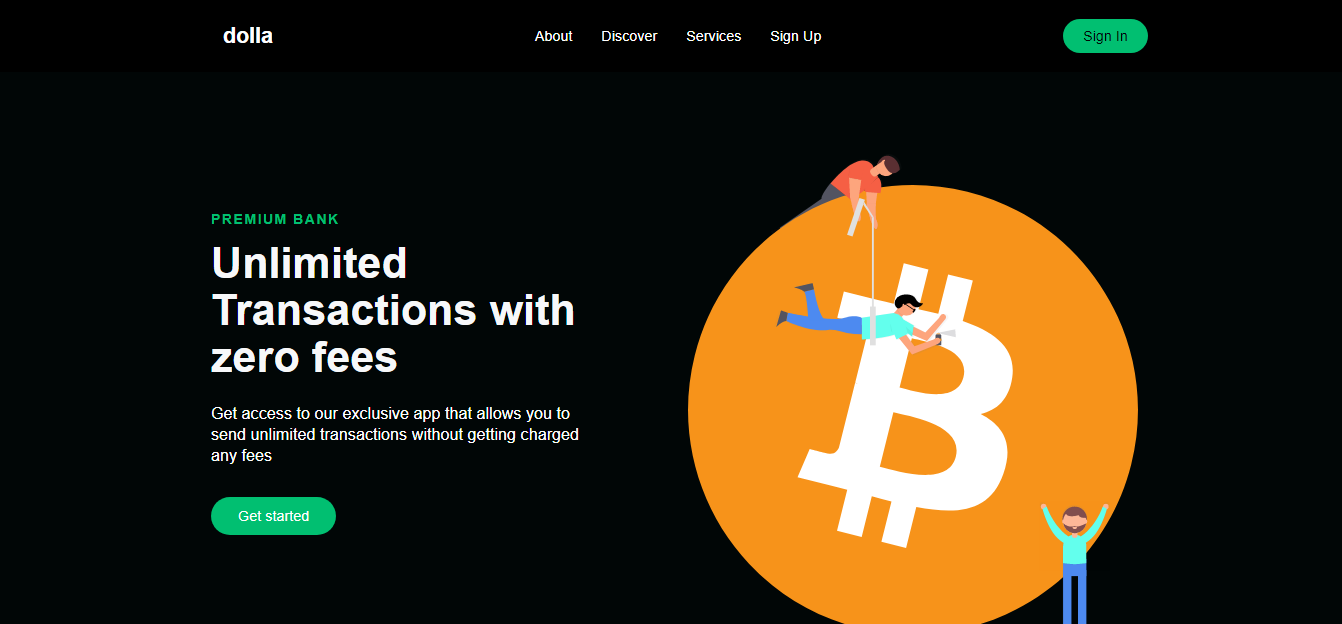 dolla
About
Discover
Services
Sign Up
Sign In
PREMIUM BANK
Unlimited
Transactions with
zero fees
Get access to our exclusive app that allows you to
send unlimited transactions without getting charged
any fees
Get started